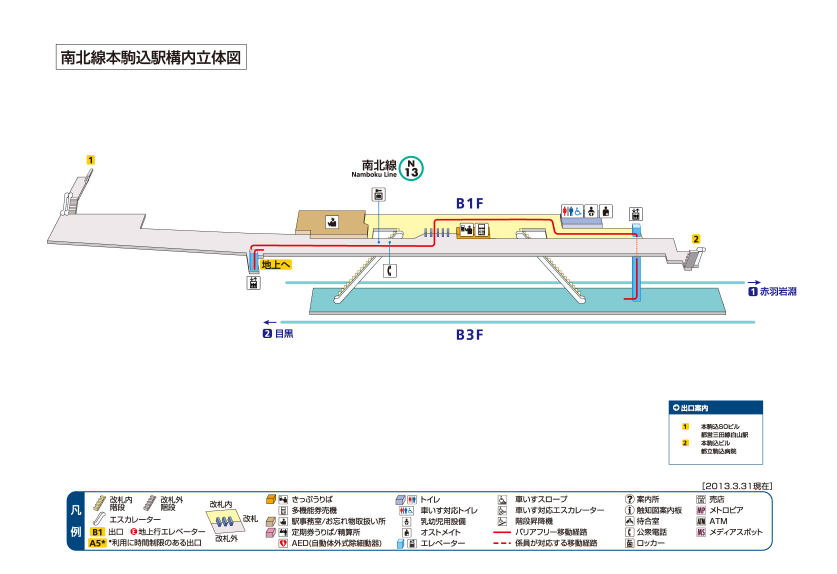 南北線本駒込駅構内立体図
1
南北線
Namboku Line
N
13
B1F
2
地上へ
1 赤羽岩淵
2 目黒
B3F
出口案内
1 本駒込SOビル
都営三田線白山駅
2 本駒込ビル
都立駒込病院
[2013.3.31現在]
凡例
改札内
階段
改札外
階段
エスカレーター
B1 出口
E 地上行エレベーター
A5* *利用に時間制限のある出口
改札内
改札
改札外
きっぷうりば
多機能券売機
駅事務室/お忘れ物取扱い所
定期券うりば/精算所
AED(自動体外式除細動器)
トイレ
車いす対応トイレ
乳幼児用設備
オストメイト
エレベーター
車いすスロープ
車いす対応エスカレーター
階段昇降機
バリアフリー移動経路
係員が対応する移動経路
? 案内所
触知図案内板
待合室
公衆電話
ロッカー
売店
MP メトロピア
ATM ATM
MS メディアスポット